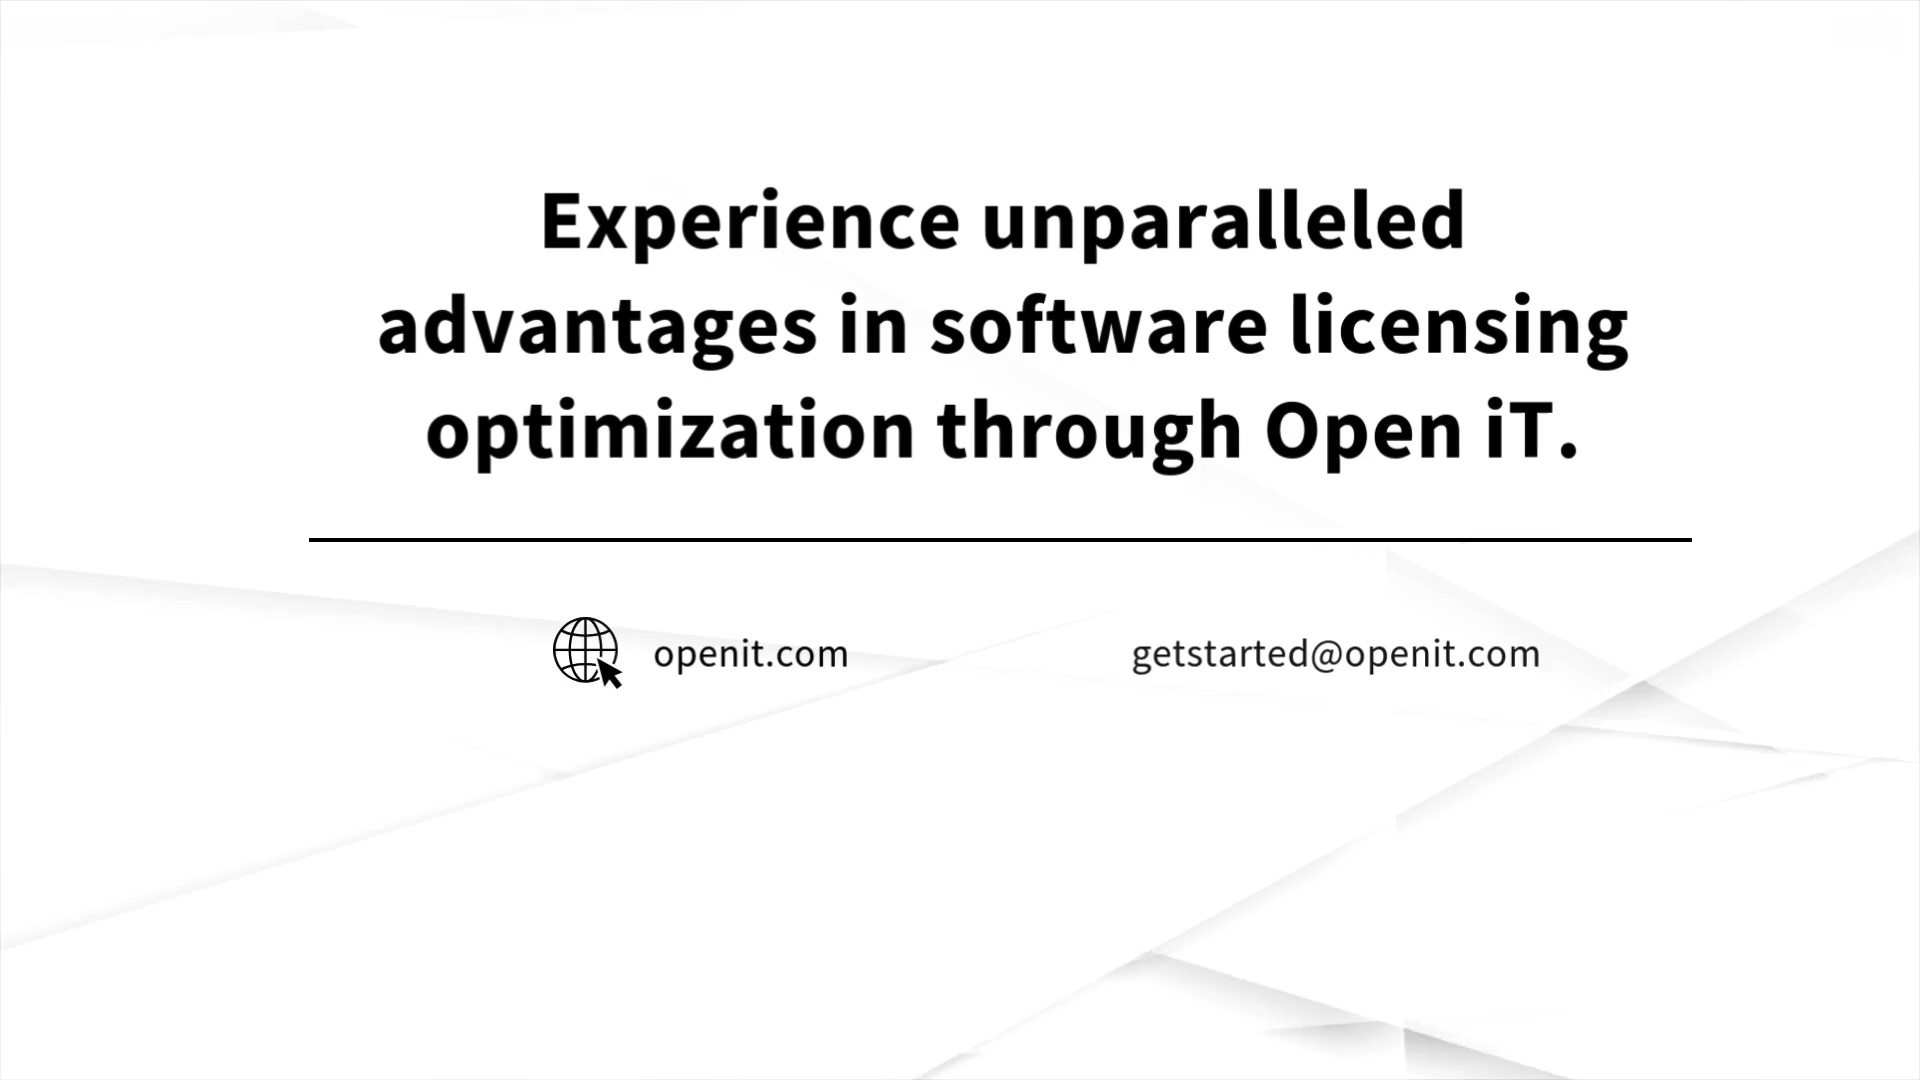 Experience unparalleled
advantages in software licensing
optimization through Open iT.
openit.com
getstarted@openit.com